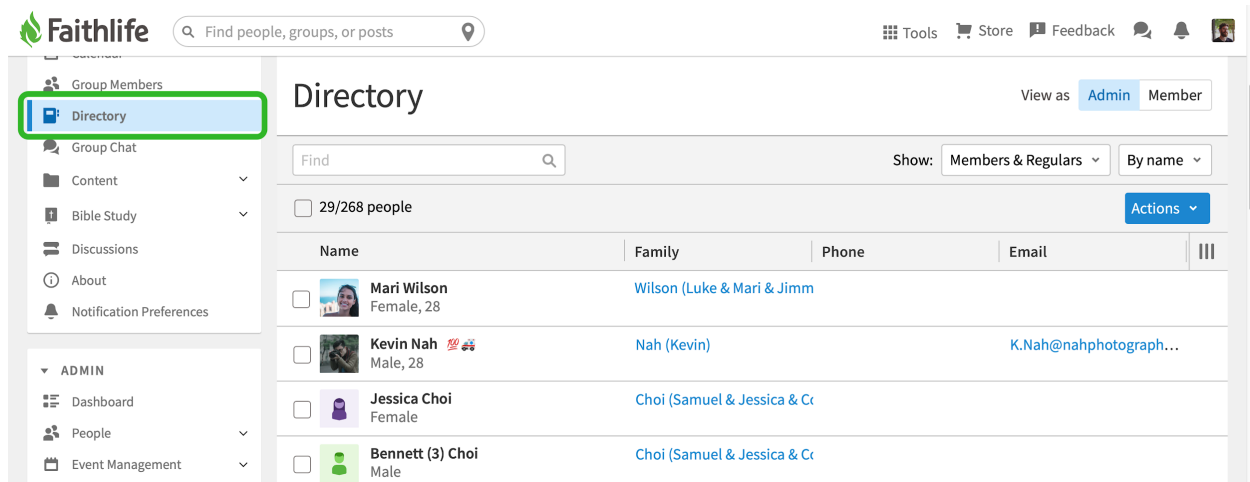 Faithlife
Find people, groups, or posts
Tools
Store
Feedback
Calendar
Group Members
Directory
Group Chat
Content
Bible Study
Discussions
About
Notification Preferences
ADMIN
Dashboard
People
Event Management
Directory
View as
Admin
Member
Find
Show:
Members & Regulars
By name
29/268 people
Actions
Name
Family
Phone
Email
Mari Wilson
Female, 28
Wilson (Luke & Mari & Jimm
Kevin Nah 💯🚑
Male, 28
Nah (Kevin)
K.Nah@nahphotograph…
Jessica Choi
Female
Choi (Samuel & Jessica & Co
Bennett (3) Choi
Male
Choi (Samuel & Jessica & Co